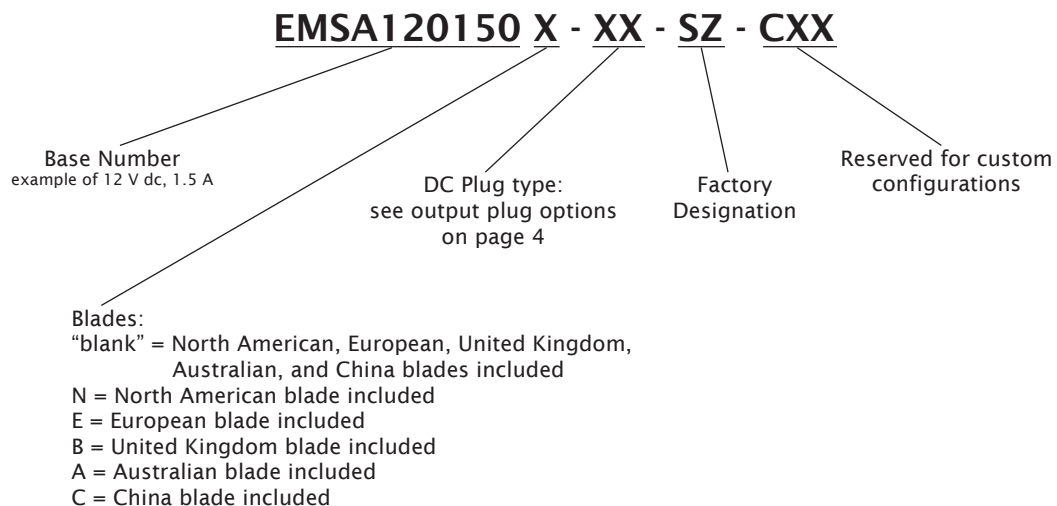 EMSA120150 X - XX - SZ - CXX
Base Number
example of 12 V dc, 1.5 A
DC Plug type:
see output plug options
on page 4
Factory
Designation
Reserved for custom
configurations
Blades:
“blank” = North American, European, United Kingdom,
Australian, and China blades included
N = North American blade included
E = European blade included
B = United Kingdom blade included
A = Australian blade included
C = China blade included